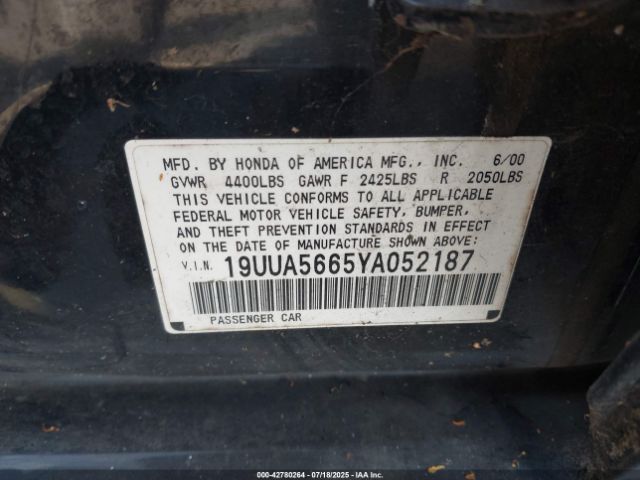 MFD. BY HONDA OF AMERICA MFG., INC. 6/00
GVWR 4400LBS GAWR F 2425LBS R 2050LBS
THIS VEHICLE CONFORMS TO ALL APPLICABLE
FEDERAL MOTOR VEHICLE SAFETY, BUMPER,
AND THEFT PREVENTION STANDARDS IN EFFECT
ON THE DATE OF MANUFACTURE SHOWN ABOVE:
V.I.N. 19UUA5665YA052187
PASSENGER CAR
000-42780264 | 07/18/2025 | IAA, Inc.